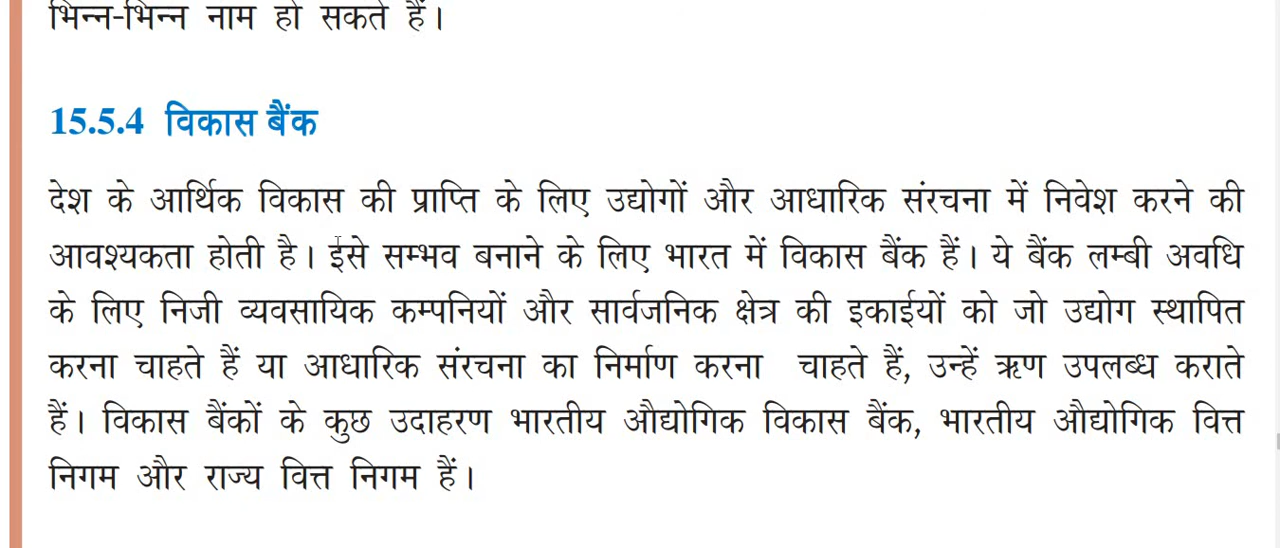 भिन्न-भिन्न नाम हो सकते हैं।
15.5.4 विकास बैंक
देश के आर्थिक विकास की प्राप्ति के लिए उद्योगों और आधारिक संरचना में निवेश करने की
आवश्यकता होती है। इसे सम्भव बनाने के लिए भारत में विकास बैंक हैं। ये बैंक लम्बी अवधि
के लिए निजी व्यवसायिक कम्पनियों और सार्वजनिक क्षेत्र की इकाईयों को जो उद्योग स्थापित
करना चाहते हैं या आधारिक संरचना का निर्माण करना चाहते हैं, उन्हें ऋण उपलब्ध कराते
हैं। विकास बैंकों के कुछ उदाहरण भारतीय औद्योगिक विकास बैंक, भारतीय औद्योगिक वित्त
निगम और राज्य वित्त निगम हैं।